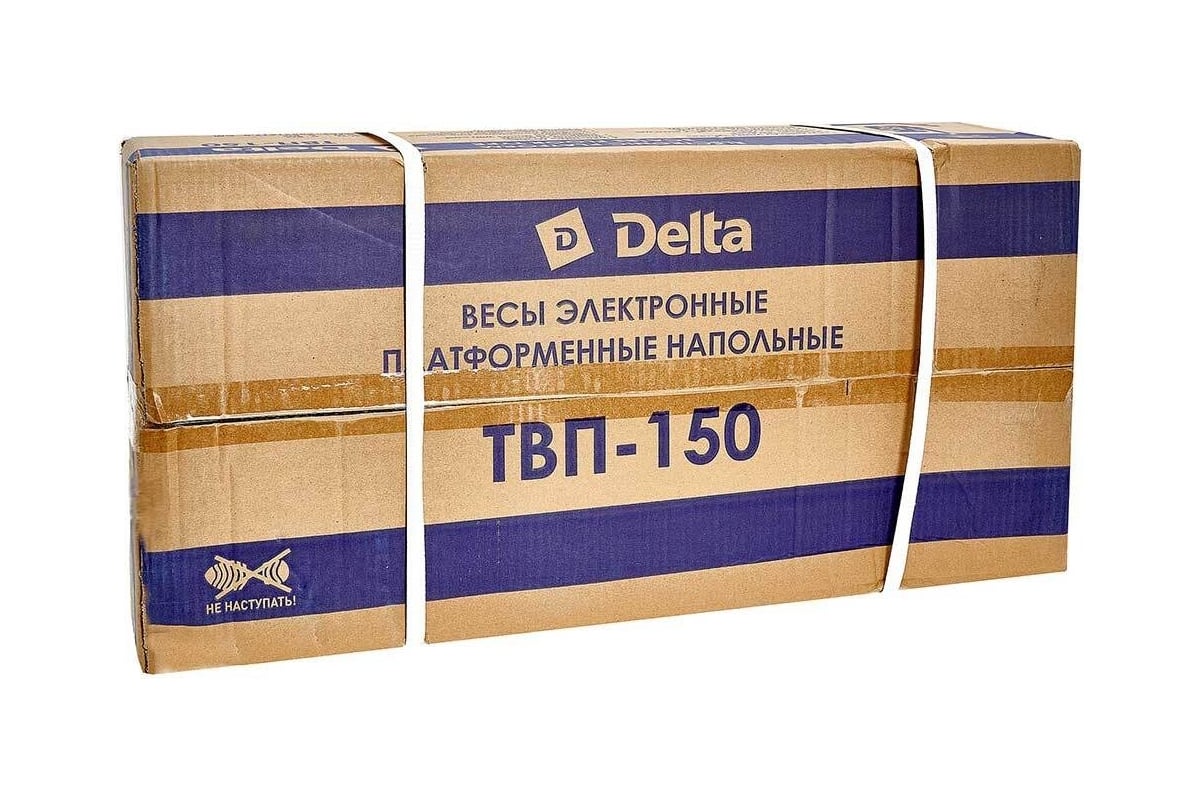 Delta
ВЕСЫ ЭЛЕКТРОННЫЕ
ПЛАТФОРМЕННЫЕ НАПОЛЬНЫЕ
ТВП-150
НЕ НАСТУПАТЬ!